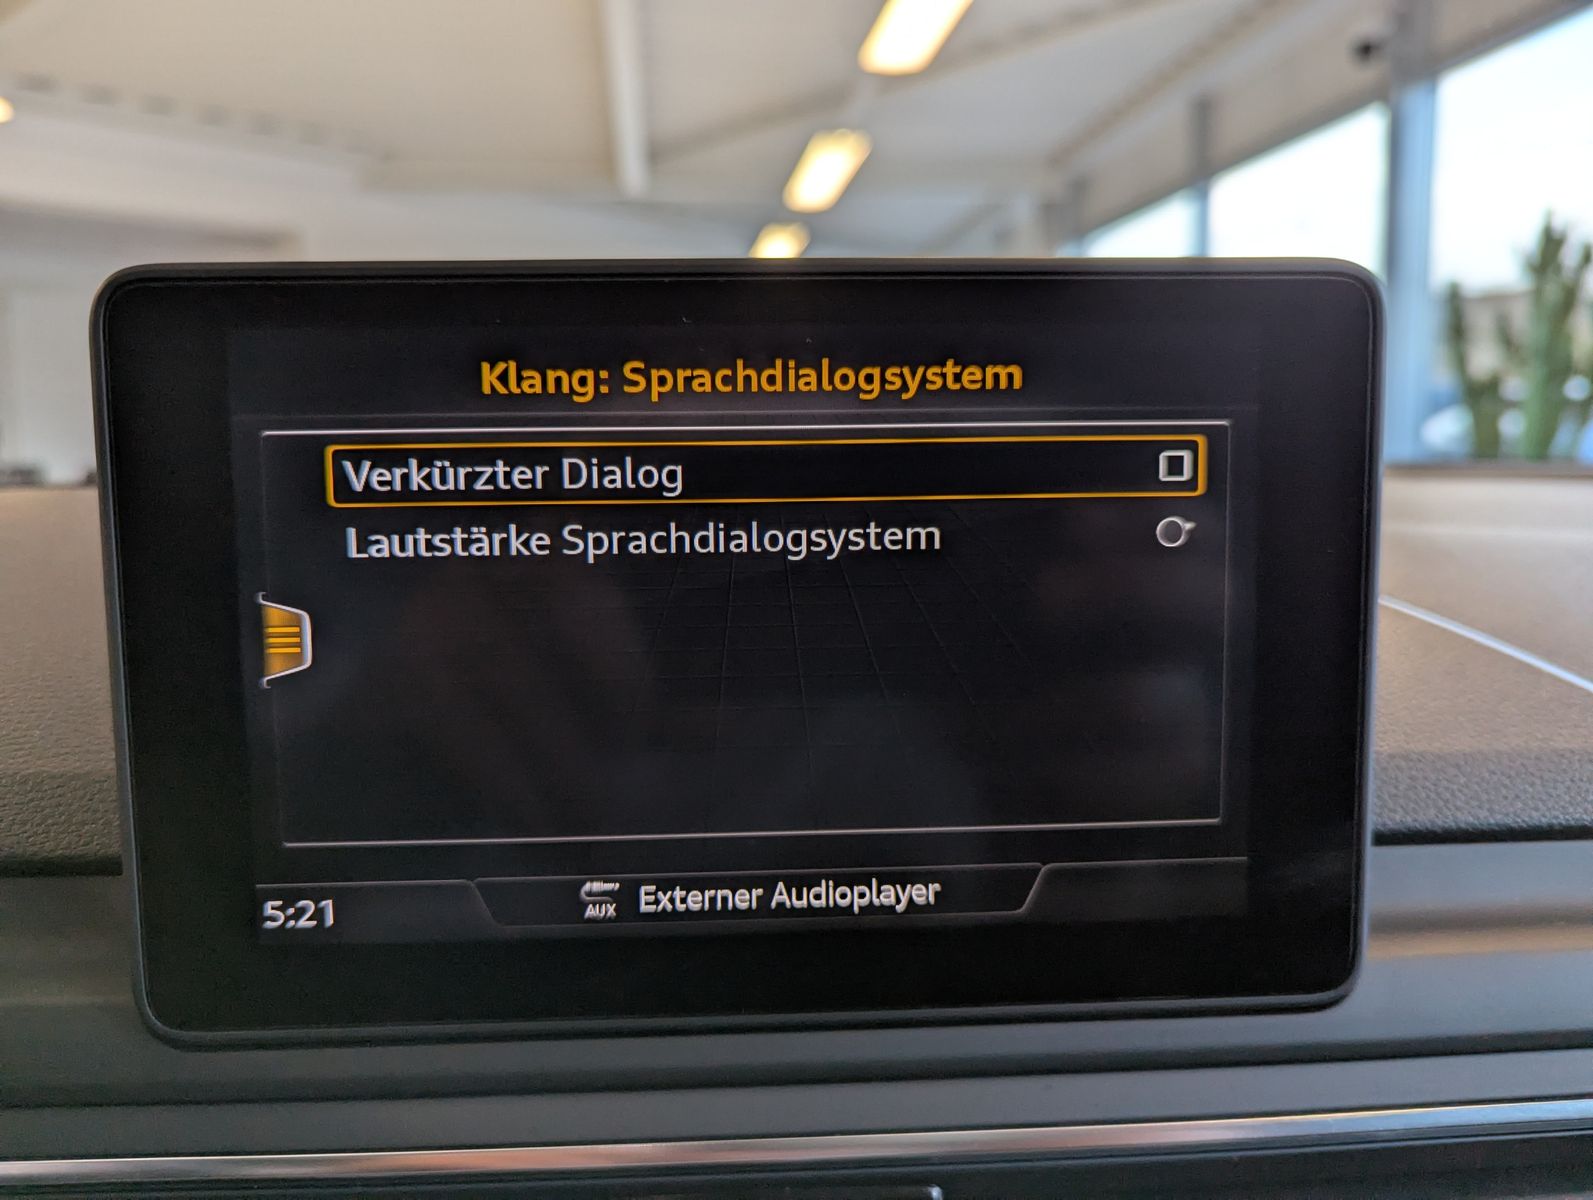 Klang: Sprachdialogsystem
Verkürzter Dialog
Lautstärke Sprachdialogsystem
5:21
AUX Externer Audioplayer